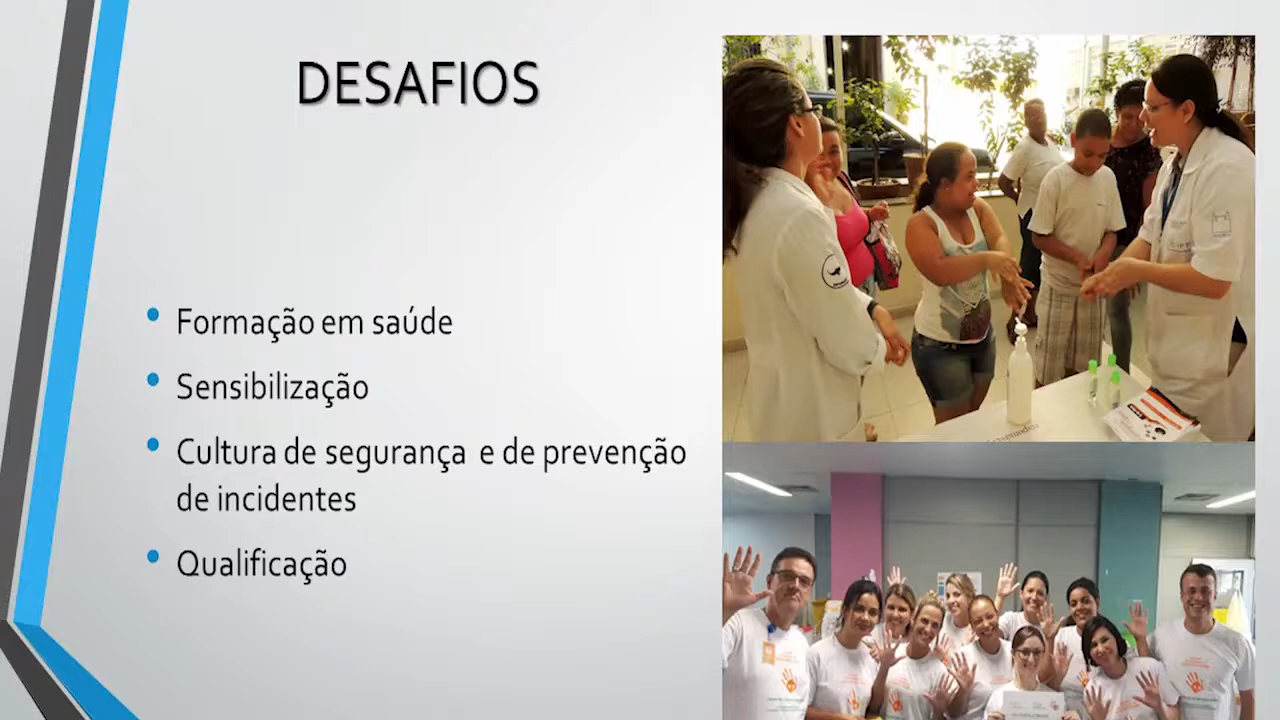 DESAFIOS
• Formação em saúde
• Sensibilização
• Cultura de segurança e de prevenção
de incidentes
• Qualificação